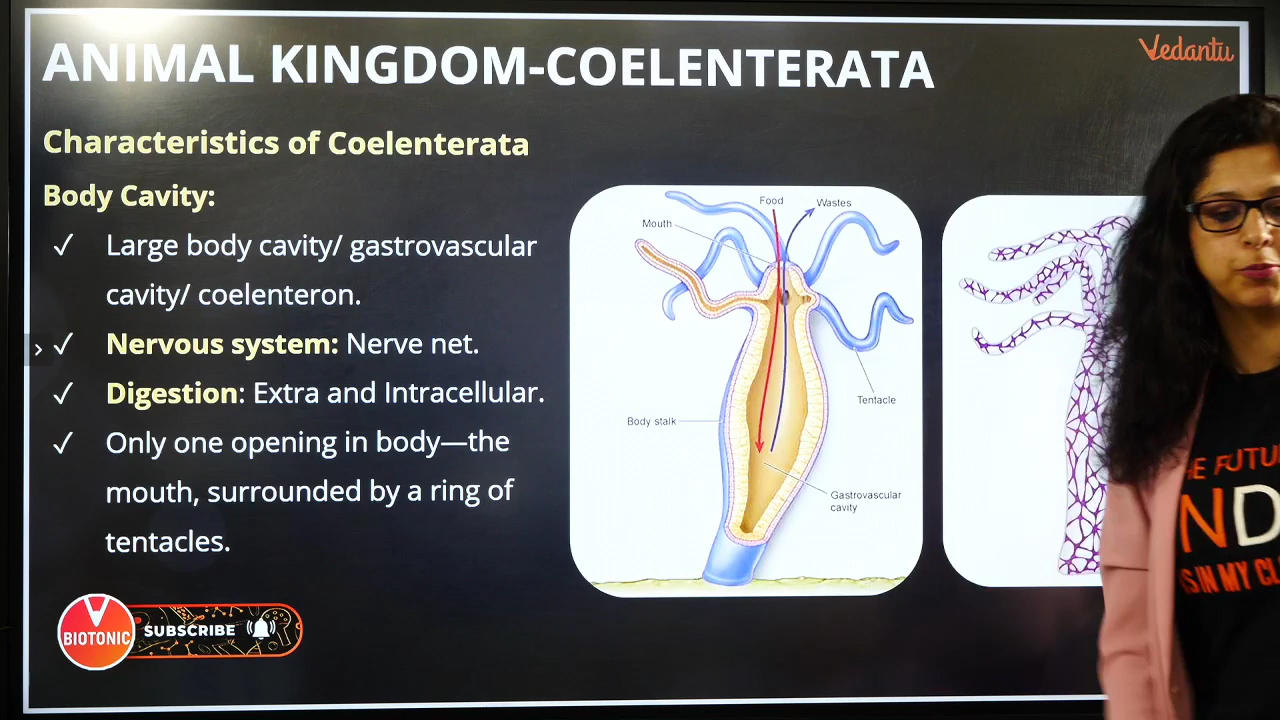 ANIMAL KINGDOM-COELENTERATA
Vedantu
Characteristics of Coelenterata
Body Cavity:
✓ Large body cavity/ gastrovascular
cavity/ coelenteron.
✓ Nervous system: Nerve net.
✓ Digestion: Extra and Intracellular.
✓ Only one opening in body—the
mouth, surrounded by a ring of
tentacles.
Food
Wastes
Mouth
Tentacle
Body stalk
Gastrovascular
cavity
BIOTONIC
SUBSCRIBE
IN MY